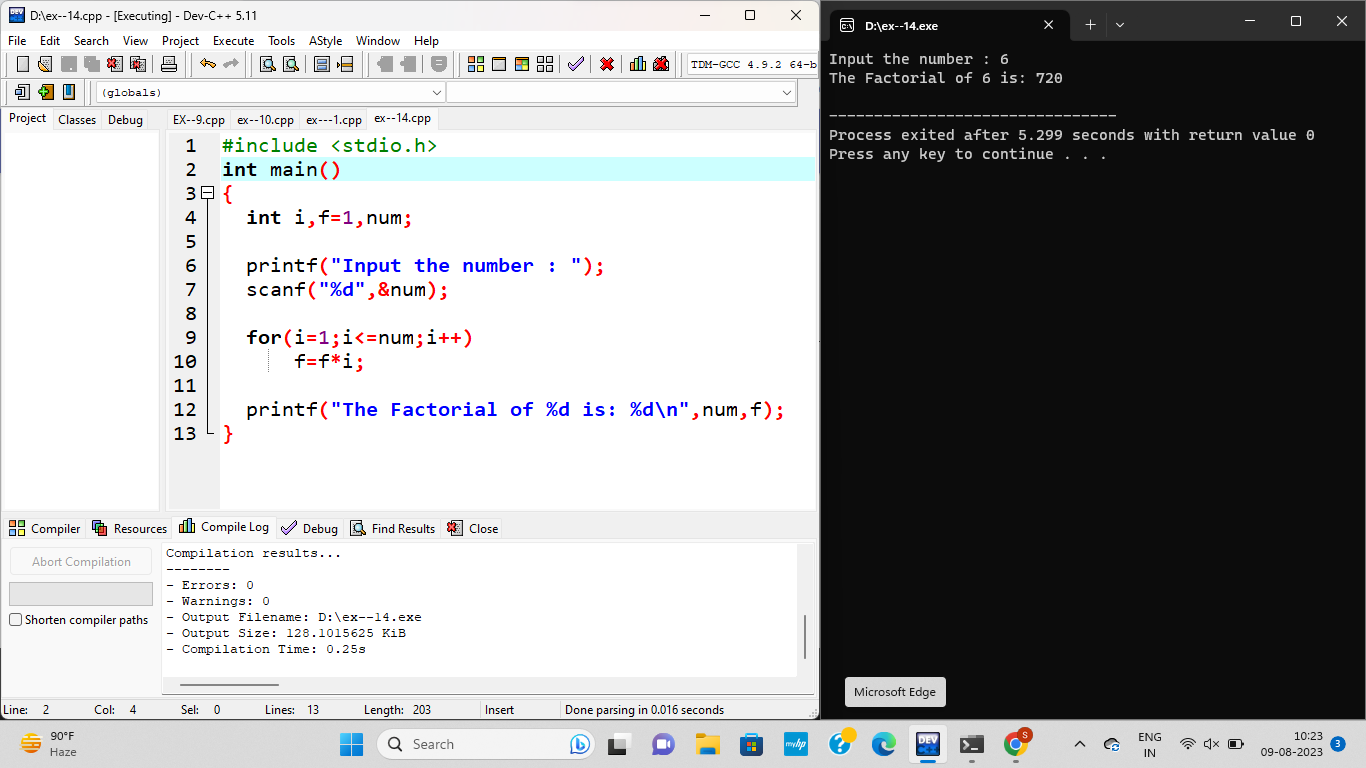 D:\ex--14.cpp - [Executing] - Dev-C++ 5.11
File Edit Search View Project Execute Tools AStyle Window Help
TDM-GCC 4.9.2 64-b
(globals)
Project Classes Debug
EX--9.cpp ex--10.cpp ex---1.cpp ex--14.cpp
1 #include <stdio.h>
2 int main()
3 {
4 int i,f=1,num;
5
6 printf("Input the number : ");
7 scanf("%d",&num);
8
9 for(i=1;i<=num;i++)
10 f=f*i;
11
12 printf("The Factorial of %d is: %d\n",num,f);
13 }
Compiler Resources Compile Log Debug Find Results Close
Abort Compilation
Shorten compiler paths
Compilation results...
--------
- Errors: 0
- Warnings: 0
- Output Filename: D:\ex--14.exe
- Output Size: 128.1015625 KiB
- Compilation Time: 0.25s
Line: 2 Col: 4 Sel: 0 Lines: 13 Length: 203 Insert Done parsing in 0.016 seconds
D:\ex--14.exe
Input the number : 6
The Factorial of 6 is: 720
--------------------------------
Process exited after 5.299 seconds with return value 0
Press any key to continue . . .
Microsoft Edge
90°F
Haze
Search
myhp
DEV
S
ENG
IN
10:23
09-08-2023
3